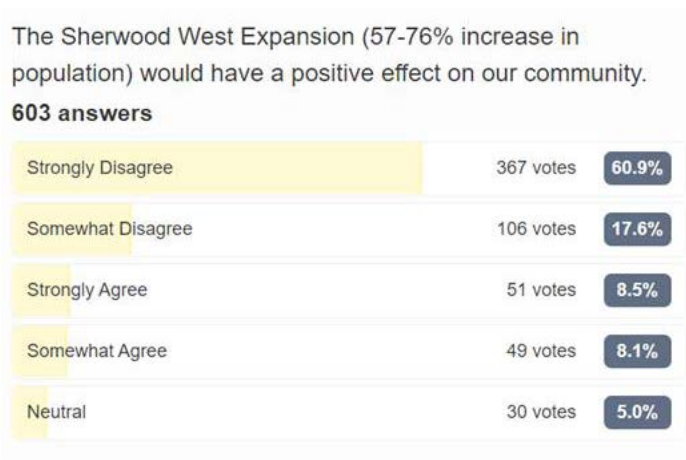 The Sherwood West Expansion (57-76% increase in
population) would have a positive effect on our community.
603 answers
Strongly Disagree 367 votes 60.9%
Somewhat Disagree 106 votes 17.6%
Strongly Agree 51 votes 8.5%
Somewhat Agree 49 votes 8.1%
Neutral 30 votes 5.0%